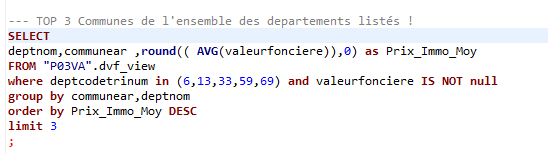 --- TOP 3 Communes de l'ensemble des departements listés !
SELECT
deptnom,communear ,round(( AVG(valeurfonciere)),0) as Prix_Immo_Moy
FROM "P03VA".dvf_view
where deptcodetrinum in (6,13,33,59,69) and valeurfonciere IS NOT null
group by communear,deptnom
order by Prix_Immo_Moy DESC
limit 3
;